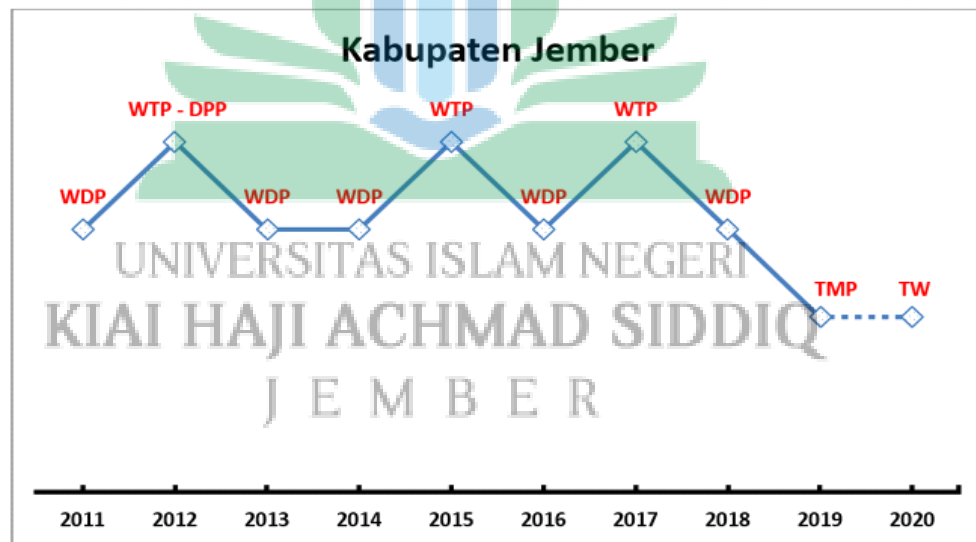 Kabupaten Jember
WTP - DPP WTP WTP
WDP WDP WDP WDP WDP
UNIVERSITAS ISLAM NEGERI
TMP TW
KIAI HAJI ACHMAD SIDDIQ
J E M B E R
2011 2012 2013 2014 2015 2016 2017 2018 2019 2020